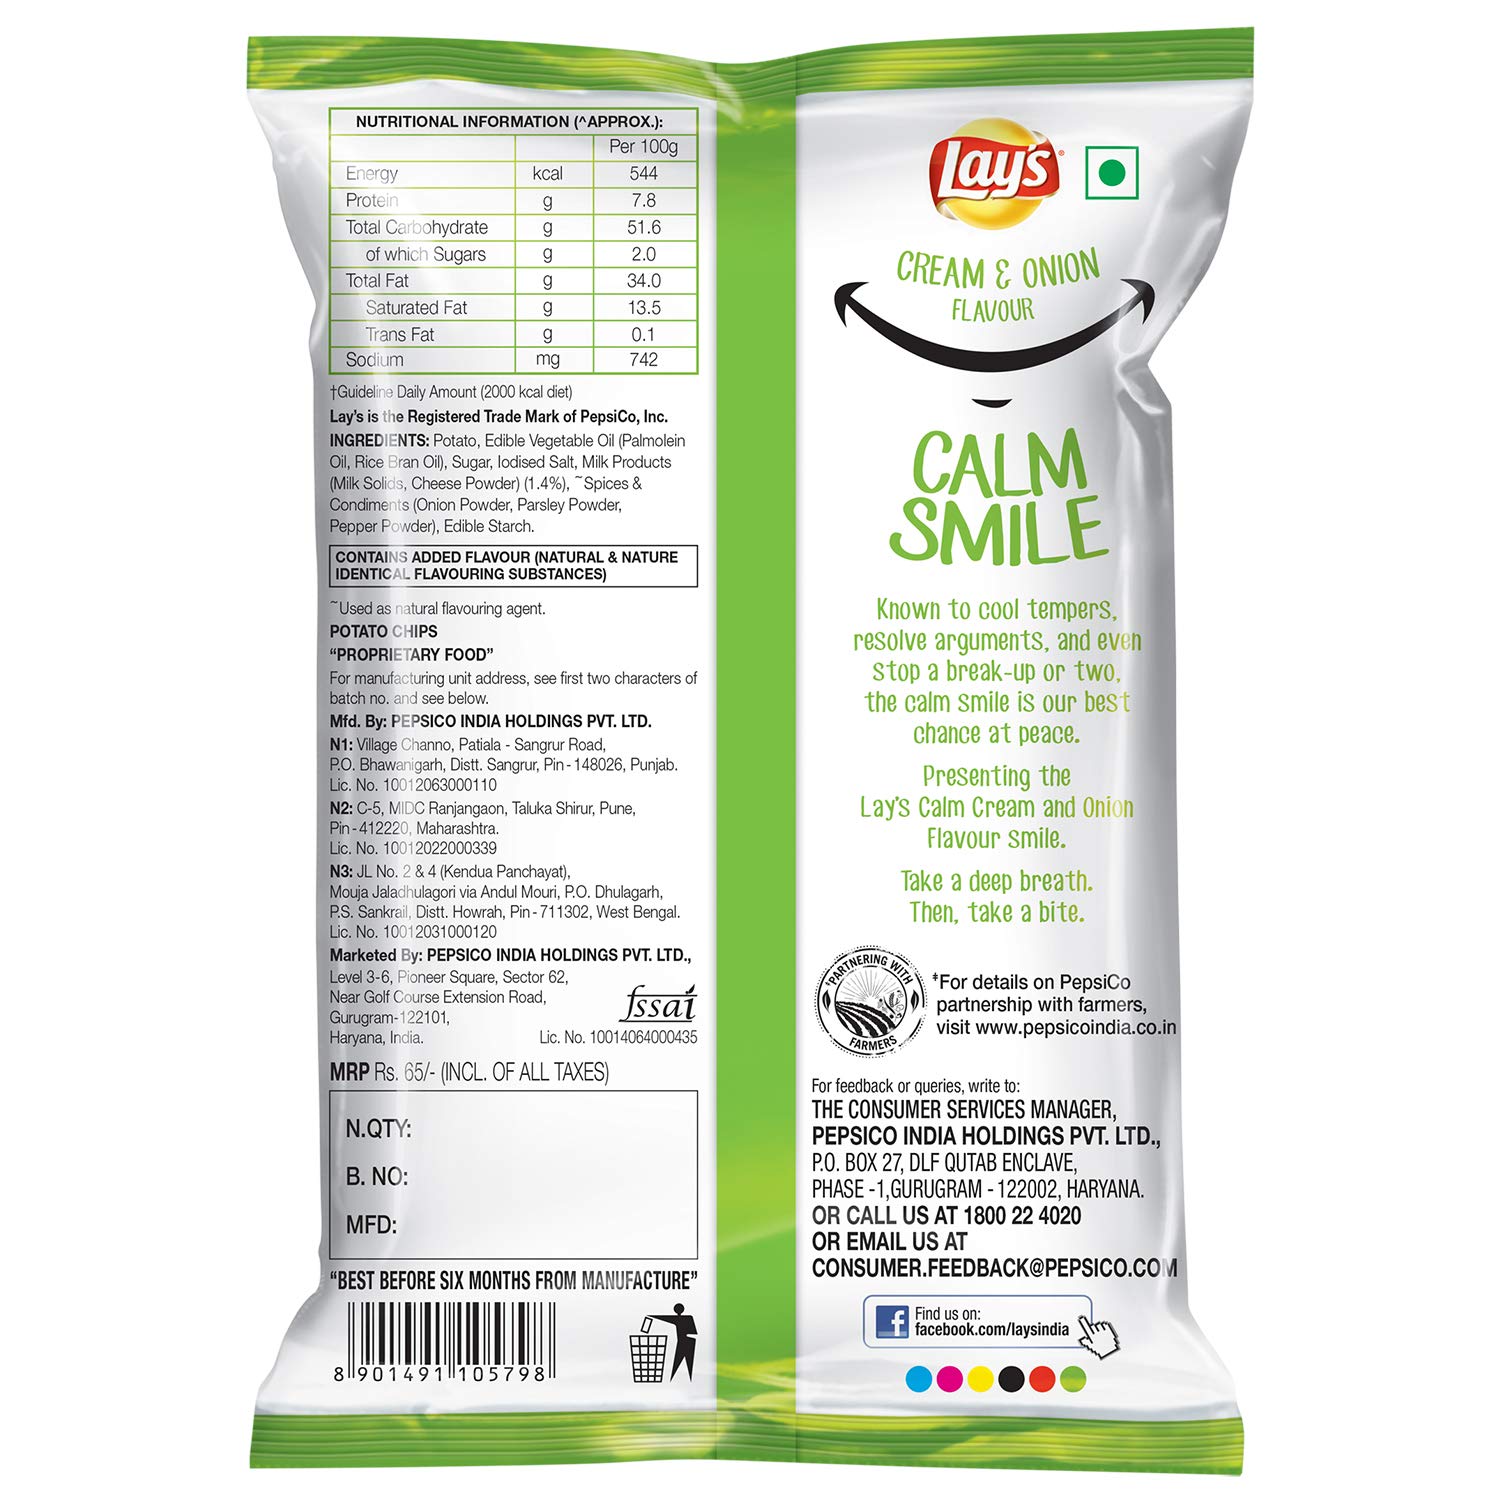 NUTRITIONAL INFORMATION (^APPROX.):
Per 100g
Energy kcal 544
Protein g 7.8
Total Carbohydrate g 51.6
of which Sugars g 2.0
Total Fat g 34.0
Saturated Fat g 13.5
Trans Fat g 0.1
Sodium mg 742
†Guideline Daily Amount (2000 kcal diet)
Lay's is the Registered Trade Mark of PepsiCo, Inc.
INGREDIENTS: Potato, Edible Vegetable Oil (Palmolein
Oil, Rice Bran Oil), Sugar, Iodised Salt, Milk Products
(Milk Solids, Cheese Powder) (1.4%), ~Spices &
Condiments (Onion Powder, Parsley Powder,
Pepper Powder), Edible Starch.
CONTAINS ADDED FLAVOUR (NATURAL & NATURE
IDENTICAL FLAVOURING SUBSTANCES)
~Used as natural flavouring agent.
POTATO CHIPS
“PROPRIETARY FOOD”
For manufacturing unit address, see first two characters of
batch no. and see below.
Mfd. By: PEPSICO INDIA HOLDINGS PVT. LTD.
N1: Village Channo, Patiala - Sangrur Road,
P.O. Bhawanigarh, Distt. Sangrur, Pin - 148026, Punjab.
Lic. No. 10012063000110
N2: C-5, MIDC Ranjangaon, Taluka Shirur, Pune,
Pin - 412220, Maharashtra.
Lic. No. 10012022000339
N3: JL No. 2 & 4 (Kendua Panchayat),
Mouja Jaladhulagori via Andul Mouri, P.O. Dhulagarh,
P.S. Sankrail, Distt. Howrah, Pin - 711302, West Bengal.
Lic. No. 10012031000120
Marketed By: PEPSICO INDIA HOLDINGS PVT. LTD.,
Level 3-6, Pioneer Square, Sector 62,
Near Golf Course Extension Road,
Gurugram-122101,
Haryana, India.
fssai
Lic. No. 10014064000435
MRP Rs. 65/- (INCL. OF ALL TAXES)
N.QTY:
B. NO:
MFD:
“BEST BEFORE SIX MONTHS FROM MANUFACTURE”
8 901491 105798
Lay's®
CREAM & ONION
FLAVOUR
CALM
SMILE
Known to cool tempers,
resolve arguments, and even
stop a break-up or two,
the calm smile is our best
chance at peace.
Presenting the
Lay's Calm Cream and Onion
Flavour smile.
Take a deep breath.
Then, take a bite.
‡PARTNERING WITH
FARMERS
‡For details on PepsiCo
partnership with farmers,
visit www.pepsicoindia.co.in
For feedback or queries, write to:
THE CONSUMER SERVICES MANAGER,
PEPSICO INDIA HOLDINGS PVT. LTD.,
P.O. BOX 27, DLF QUTAB ENCLAVE,
PHASE -1,GURUGRAM - 122002, HARYANA.
OR CALL US AT 1800 22 4020
OR EMAIL US AT
CONSUMER.FEEDBACK@PEPSICO.COM
f
Find us on:
facebook.com/laysindia